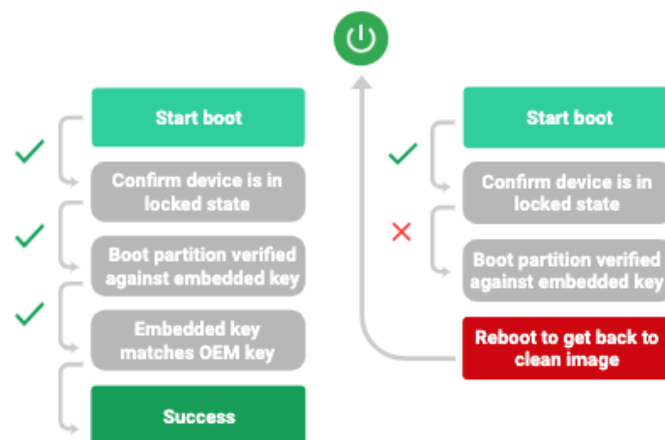 Start boot
Confirm device is in
locked state
Boot partition verified
against embedded key
Embedded key
matches OEM key
Success
Start boot
Confirm device is in
locked state
Boot partition verified
against embedded key
Reboot to get back to
clean image